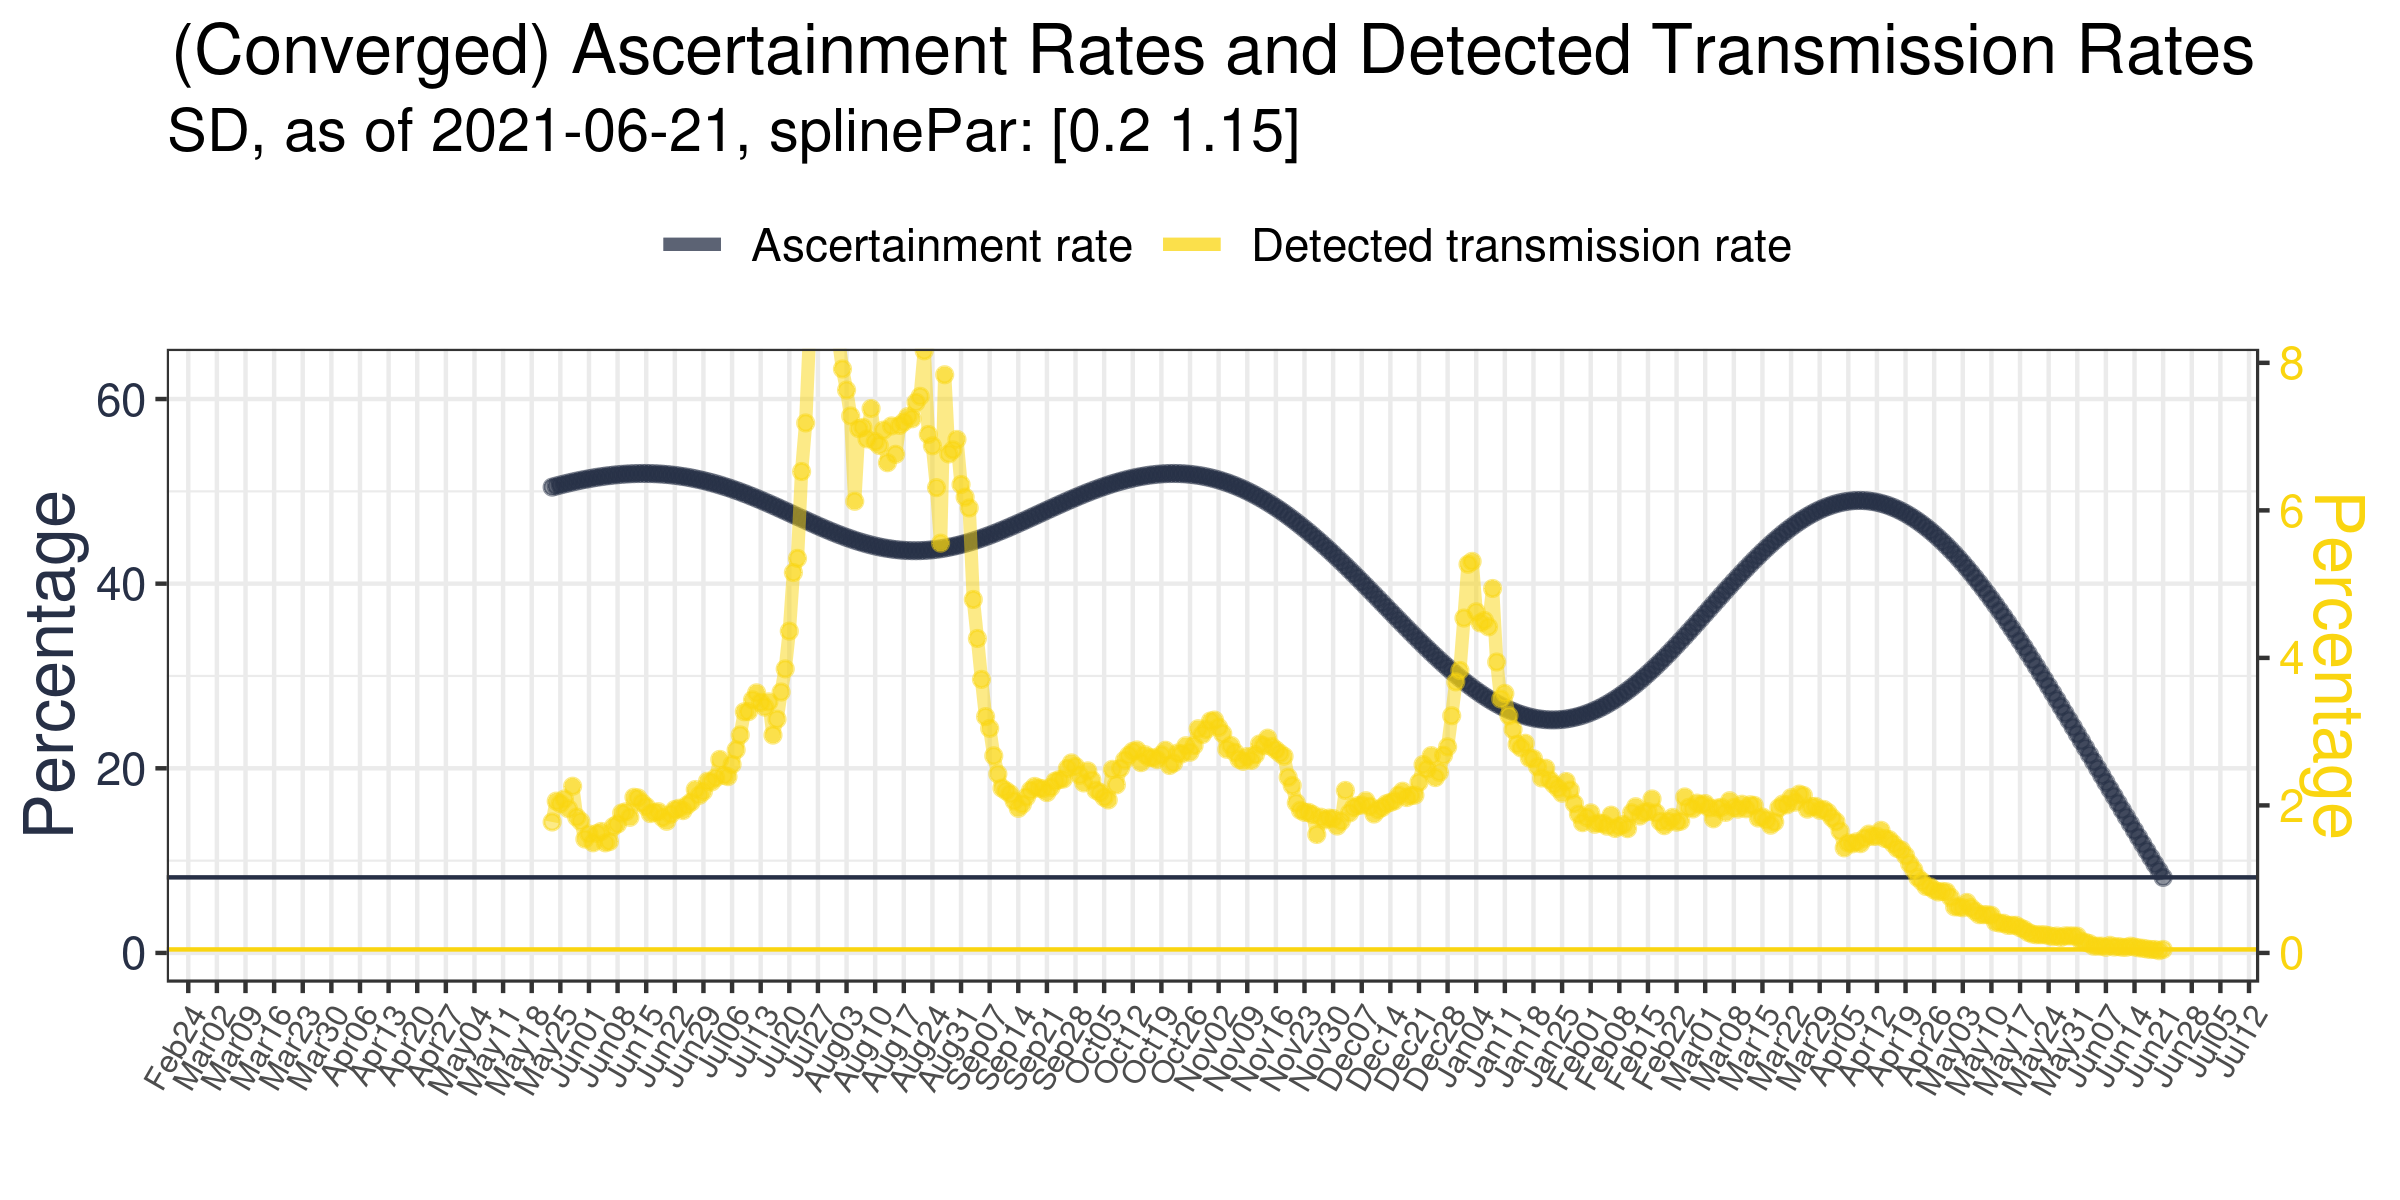 (Converged) Ascertainment Rates and Detected Transmission Rates
SD, as of 2021-06-21, splinePar: [0.2 1.15]
Ascertainment rate
Detected transmission rate
Percentage
60
40
20
0
8
6
4
2
0
Percentage
Feb24
Mar02
Mar09
Mar16
Mar23
Mar30
Apr06
Apr13
Apr20
Apr27
May04
May11
May18
May25
Jun01
Jun08
Jun15
Jun22
Jun29
Jul06
Jul13
Jul20
Jul27
Aug03
Aug10
Aug17
Aug24
Aug31
Sep07
Sep14
Sep21
Sep28
Oct05
Oct12
Oct19
Oct26
Nov02
Nov09
Nov16
Nov23
Nov30
Dec07
Dec14
Dec21
Dec28
Jan04
Jan11
Jan18
Jan25
Feb01
Feb08
Feb15
Feb22
Mar01
Mar08
Mar15
Mar22
Mar29
Apr05
Apr12
Apr19
Apr26
May03
May10
May17
May24
May31
Jun07
Jun14
Jun21
Jun28
Jul05
Jul12